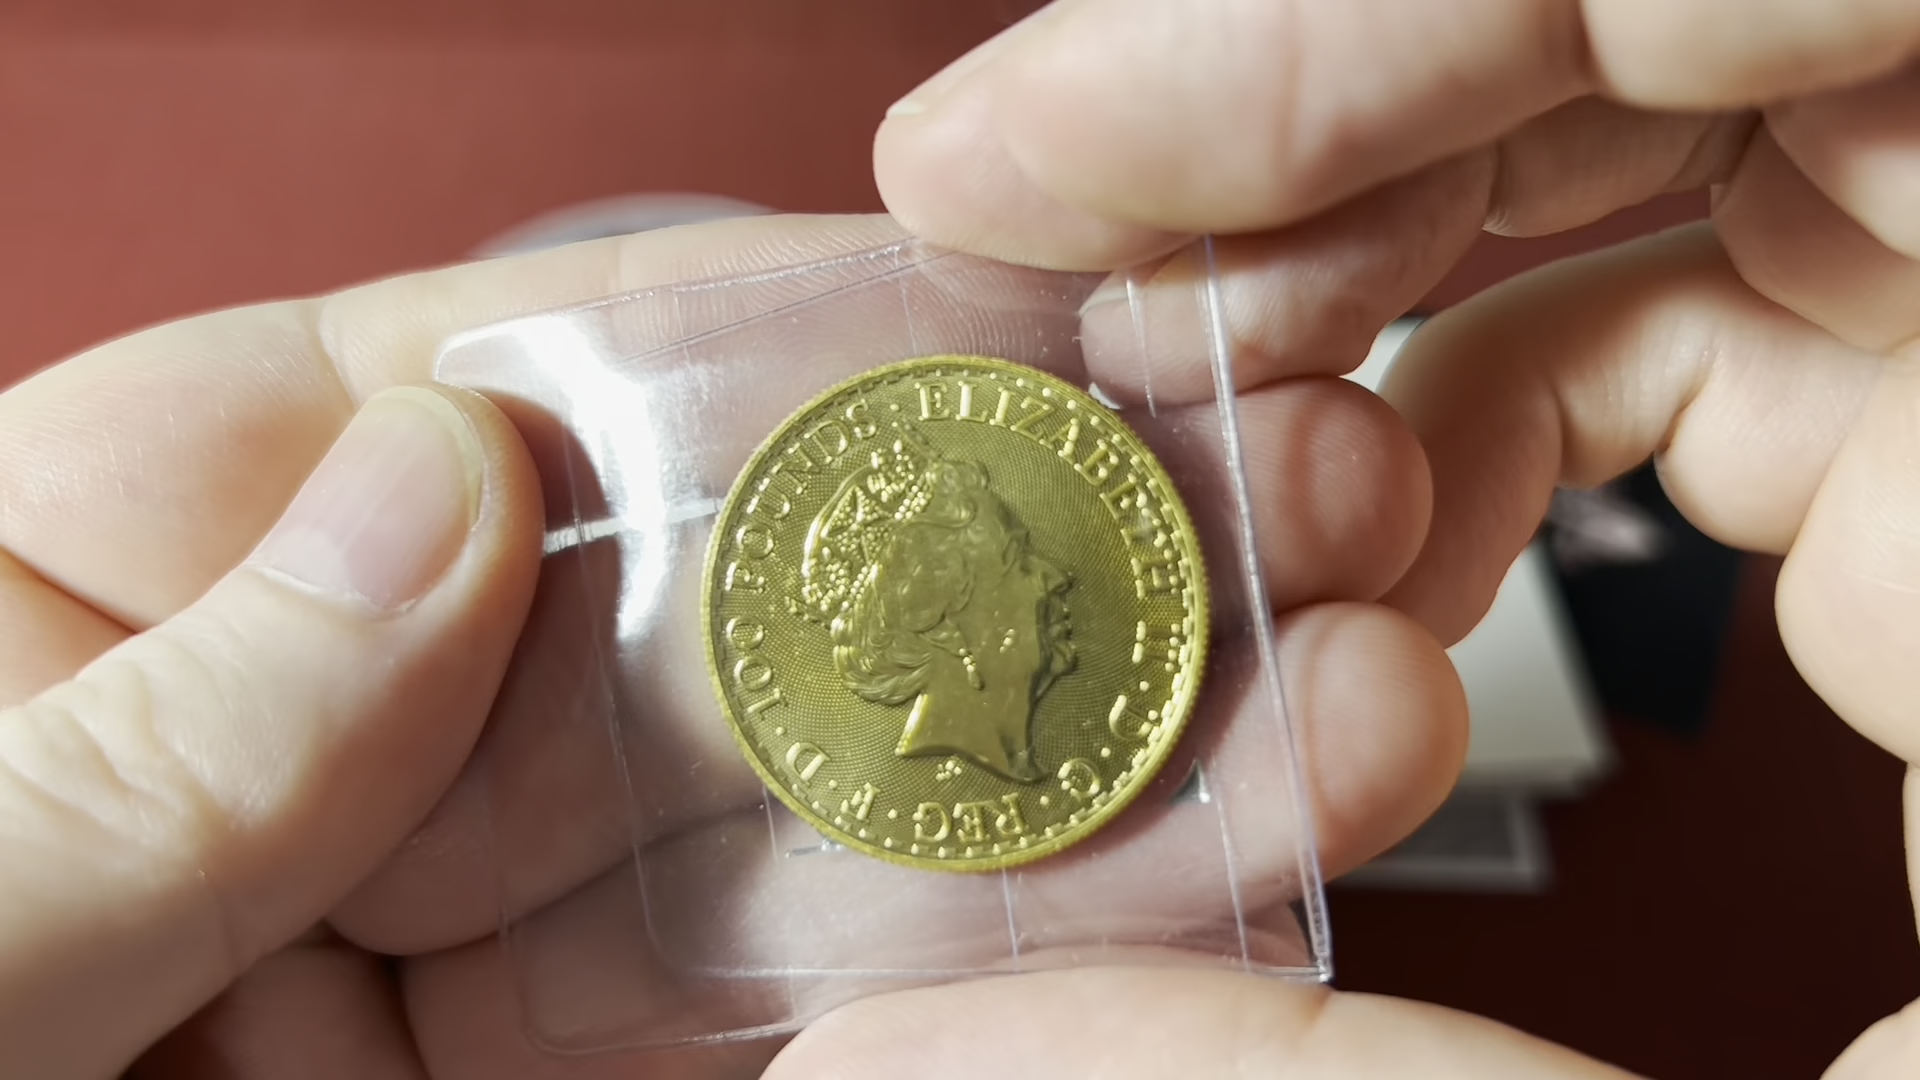 ELIZABETH II · D · G · REG · F · D · 100 POUNDS ·